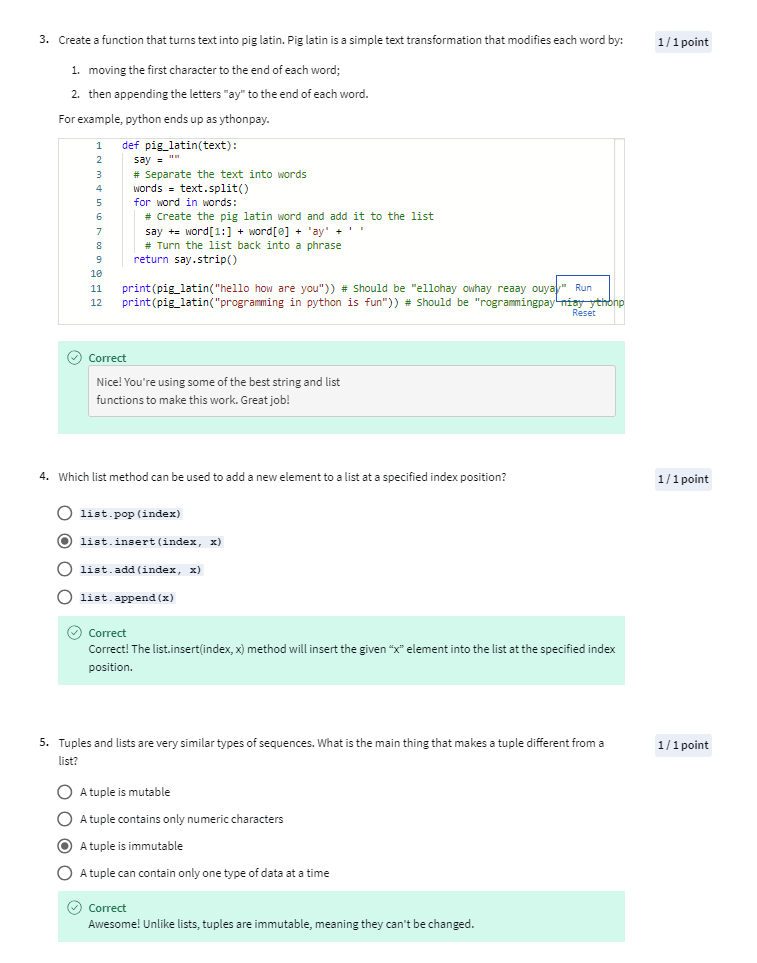 3. Create a function that turns text into pig latin. Pig latin is a simple text transformation that modifies each word by:
1 / 1 point
1. moving the first character to the end of each word;
2. then appending the letters "ay" to the end of each word.
For example, python ends up as ythonpay.
1 def pig_latin(text):
2 say = ""
3 # Separate the text into words
4 words = text.split()
5 for word in words:
6 # Create the pig latin word and add it to the list
7 say += word[1:] + word[0] + 'ay' + ' '
8 # Turn the list back into a phrase
9 return say.strip()
10
11 print(pig_latin("hello how are you")) # Should be "ellohay owhay reaay ouyay"
Run
12 print(pig_latin("programming in python is fun")) # Should be "rogrammingpay niay ythonp
Reset
Correct
Nice! You're using some of the best string and list
functions to make this work. Great job!
4. Which list method can be used to add a new element to a list at a specified index position?
1 / 1 point
list.pop(index)
list.insert(index, x)
list.add(index, x)
list.append(x)
Correct
Correct! The list.insert(index, x) method will insert the given “x” element into the list at the specified index
position.
5. Tuples and lists are very similar types of sequences. What is the main thing that makes a tuple different from a
list?
1 / 1 point
A tuple is mutable
A tuple contains only numeric characters
A tuple is immutable
A tuple can contain only one type of data at a time
Correct
Awesome! Unlike lists, tuples are immutable, meaning they can't be changed.